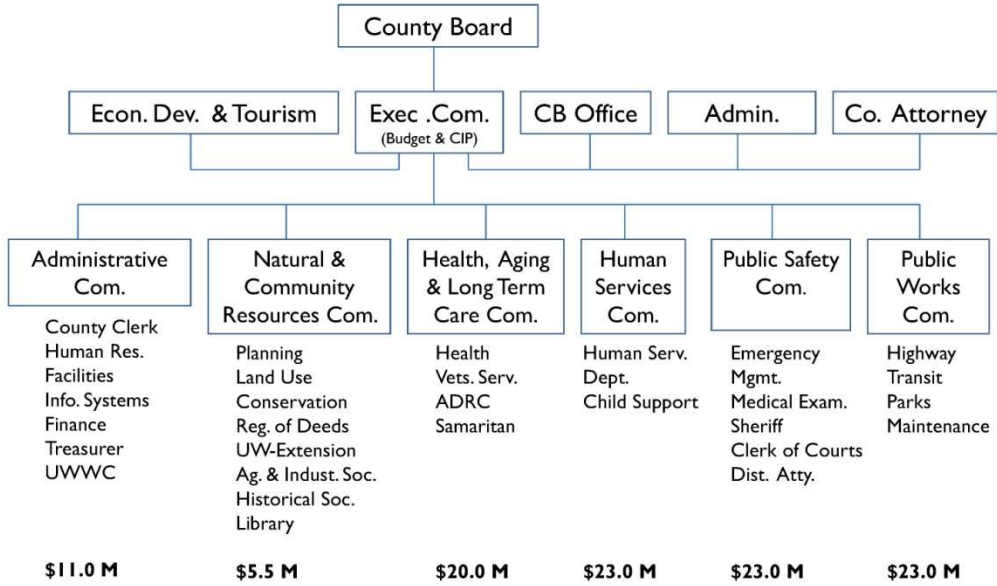 County Board
Econ. Dev. & Tourism
Exec .Com.
(Budget & CIP)
CB Office
Admin.
Co. Attorney
Administrative
Com.
County Clerk
Human Res.
Facilities
Info. Systems
Finance
Treasurer
UWWC
$11.0 M
Natural &
Community
Resources Com.
Planning
Land Use
Conservation
Reg. of Deeds
UW-Extension
Ag. & Indust. Soc.
Historical Soc.
Library
$5.5 M
Health, Aging
& Long Term
Care Com.
Health
Vets. Serv.
ADRC
Samaritan
$20.0 M
Human
Services
Com.
Human Serv.
Dept.
Child Support
$23.0 M
Public Safety
Com.
Emergency
Mgmt.
Medical Exam.
Sheriff
Clerk of Courts
Dist. Atty.
$23.0 M
Public
Works
Com.
Highway
Transit
Parks
Maintenance
$23.0 M